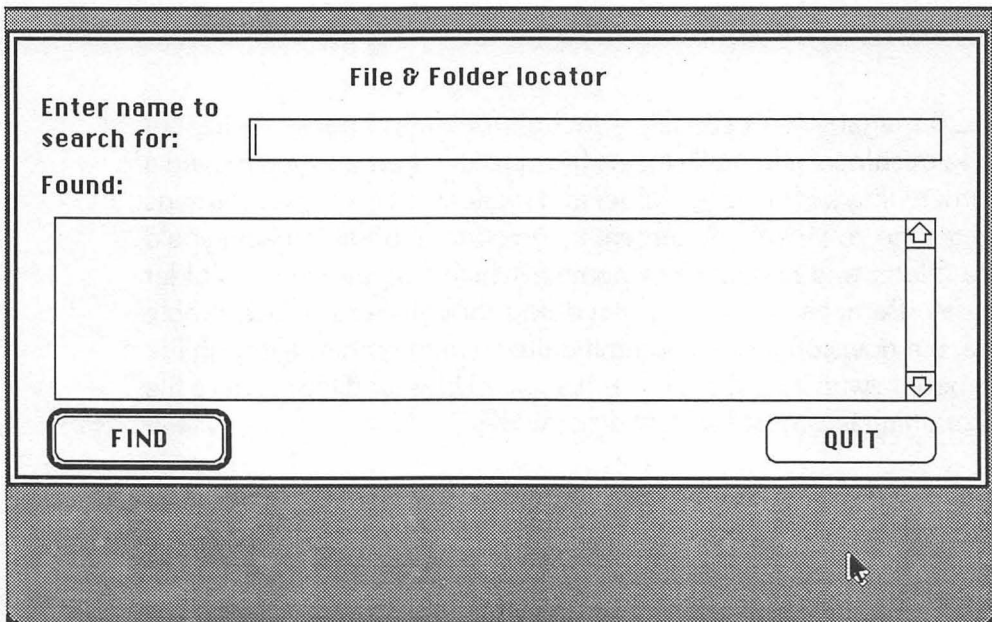 File & Folder locator
Enter name to
search for:
Found:
FIND
QUIT